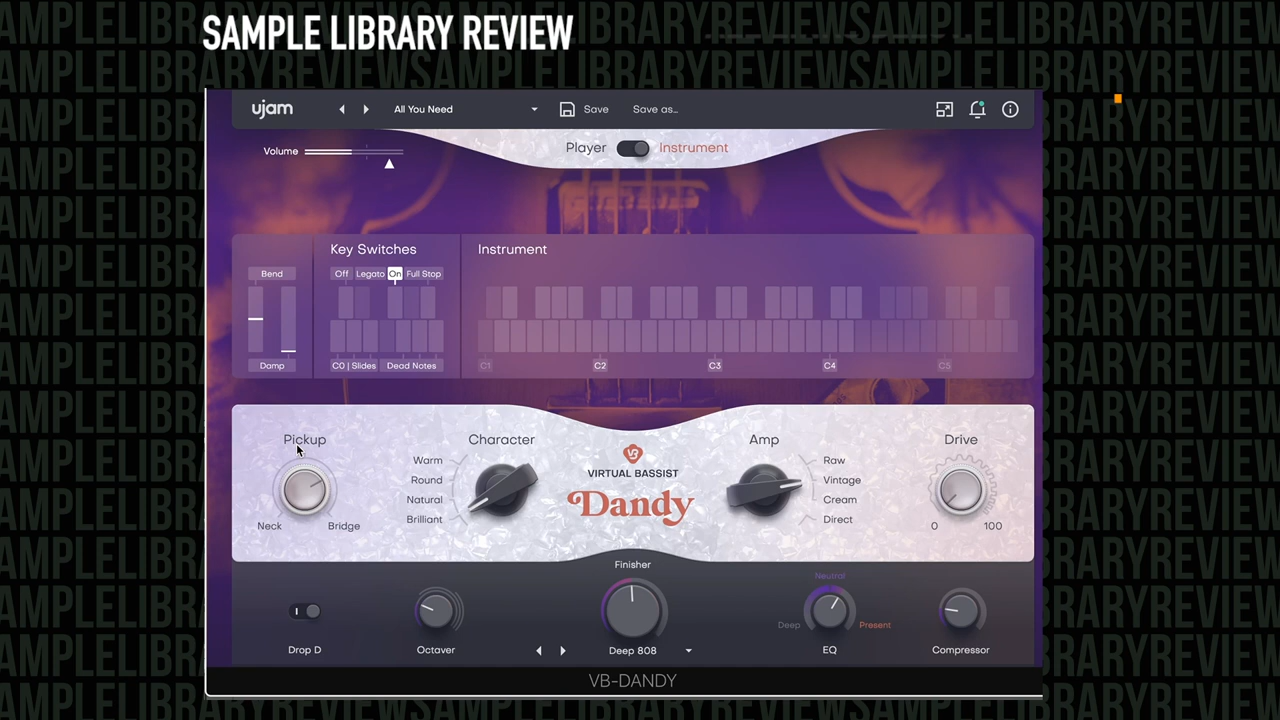 SAMPLE LIBRARY REVIEW
ujam
All You Need
Save
Save as..
Volume
Player
Instrument
Key Switches
Instrument
Bend
Off
Legato
On
Full Stop
Damp
C0 | Slides
Dead Notes
C1
C2
C3
C4
C5
Pickup
Neck
Bridge
Character
Warm
Round
Natural
Brilliant
VB
VIRTUAL BASSIST
Dandy
Amp
Raw
Vintage
Cream
Direct
Drive
0
100
Drop D
Octaver
Finisher
Deep 808
Neutral
Deep
Present
EQ
Compressor
VB-DANDY